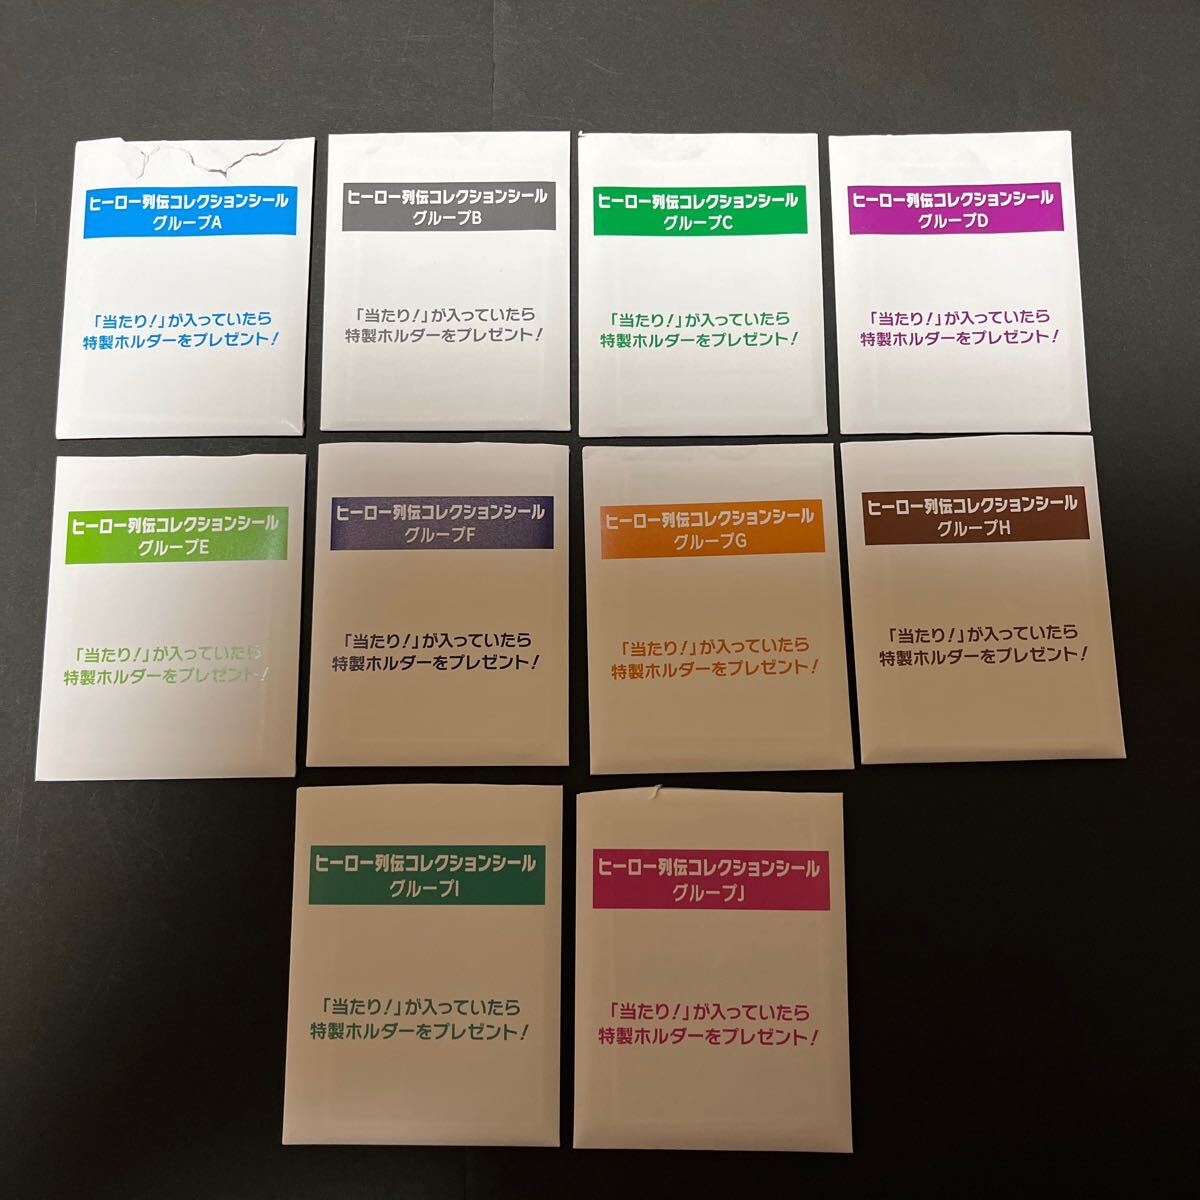 ヒーロー列伝コレクションシール
グループA
「当たり!」が入っていたら
特製ホルダーをプレゼント!
ヒーロー列伝コレクションシール
グループB
「当たり!」が入っていたら
特製ホルダーをプレゼント!
ヒーロー列伝コレクションシール
グループC
「当たり!」が入っていたら
特製ホルダーをプレゼント!
ヒーロー列伝コレクションシール
グループD
「当たり!」が入っていたら
特製ホルダーをプレゼント!
ヒーロー列伝コレクションシール
グループE
「当たり!」が入っていたら
特製ホルダーをプレゼント!
ヒーロー列伝コレクションシール
グループF
「当たり!」が入っていたら
特製ホルダーをプレゼント!
ヒーロー列伝コレクションシール
グループG
「当たり!」が入っていたら
特製ホルダーをプレゼント!
ヒーロー列伝コレクションシール
グループH
「当たり!」が入っていたら
特製ホルダーをプレゼント!
ヒーロー列伝コレクションシール
グループI
「当たり!」が入っていたら
特製ホルダーをプレゼント!
ヒーロー列伝コレクションシール
グループJ
「当たり!」が入っていたら
特製ホルダーをプレゼント!